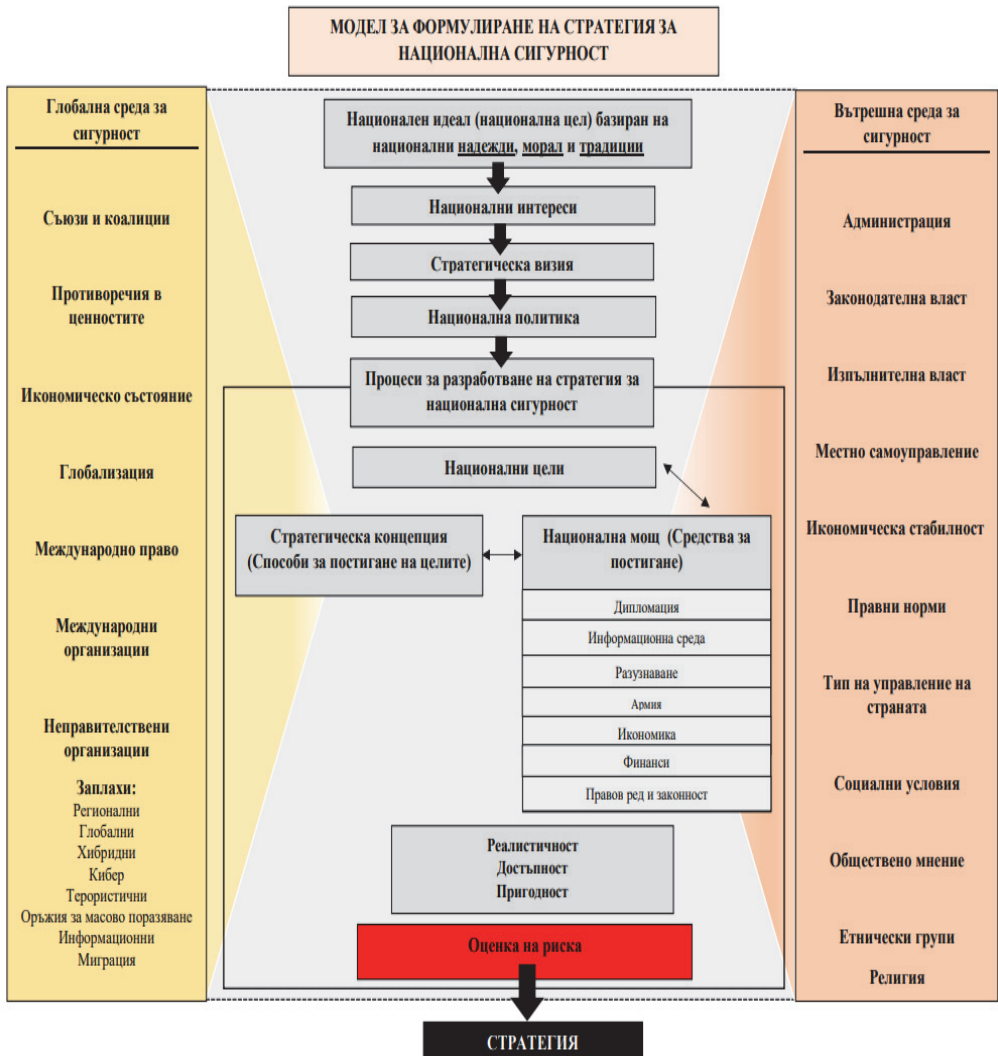 МОДЕЛ ЗА ФОРМУЛИРАНЕ НА СТРАТЕГИЯ ЗА
НАЦИОНАЛНА СИГУРНОСТ
Глобална среда за
сигурност
Съюзи и коалиции
Противоречия в
ценностите
Икономическо състояние
Глобализация
Международно право
Международни
организации
Неправителствени
организации
Заплахи:
Регионални
Глобални
Хибридни
Кибер
Терористични
Оръжия за масово поразяване
Информационни
Миграция
Национален идеал (национална цел) базиран на
национални надежди, морал и традиции
Национални интереси
Стратегическа визия
Национална политика
Процеси за разработване на стратегия за
национална сигурност
Национални цели
Стратегическа концепция
(Способи за постигане на целите)
Национална мощ (Средства за
постигане)
Дипломация
Информационна среда
Разузнаване
Армия
Икономика
Финанси
Правов ред и законност
Реалистичност
Достъпност
Пригодност
Оценка на риска
СТРАТЕГИЯ
Вътрешна среда за
сигурност
Администрация
Законодателна власт
Изпълнителна власт
Местно самоуправление
Икономическа стабилност
Правни норми
Тип на управление на
страната
Социални условия
Обществено мнение
Етнически групи
Религия